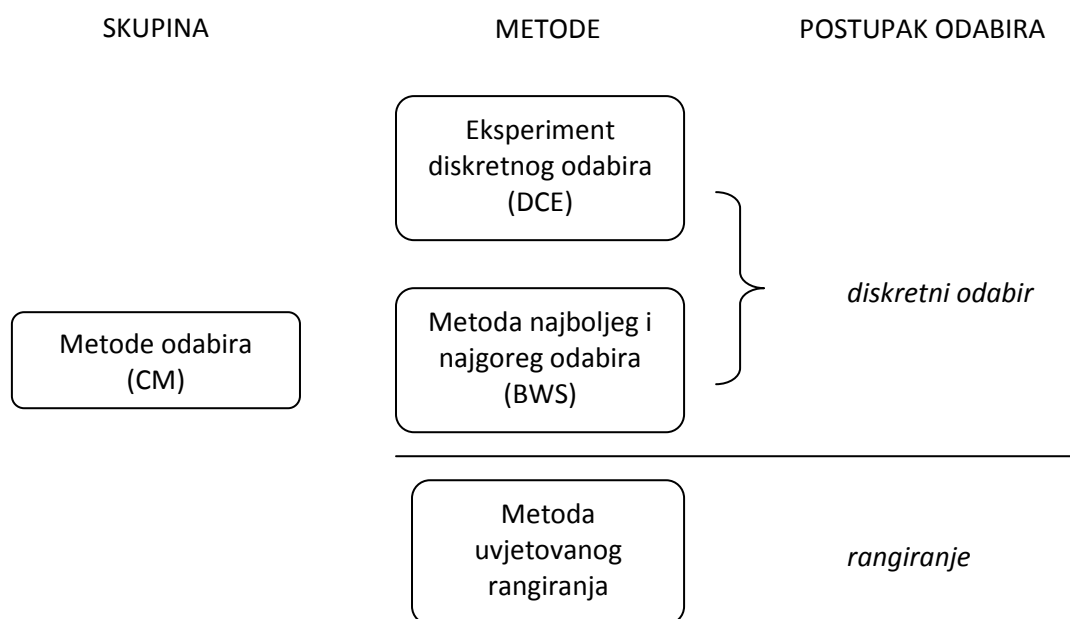 SKUPINA
METODE
POSTUPAK ODABIRA
Eksperiment
diskretnog odabira
(DCE)
diskretni odabir
Metode odabira
(CM)
Metoda najboljeg i
najgoreg odabira
(BWS)
Metoda
uvjetovanog
rangiranja
rangiranje